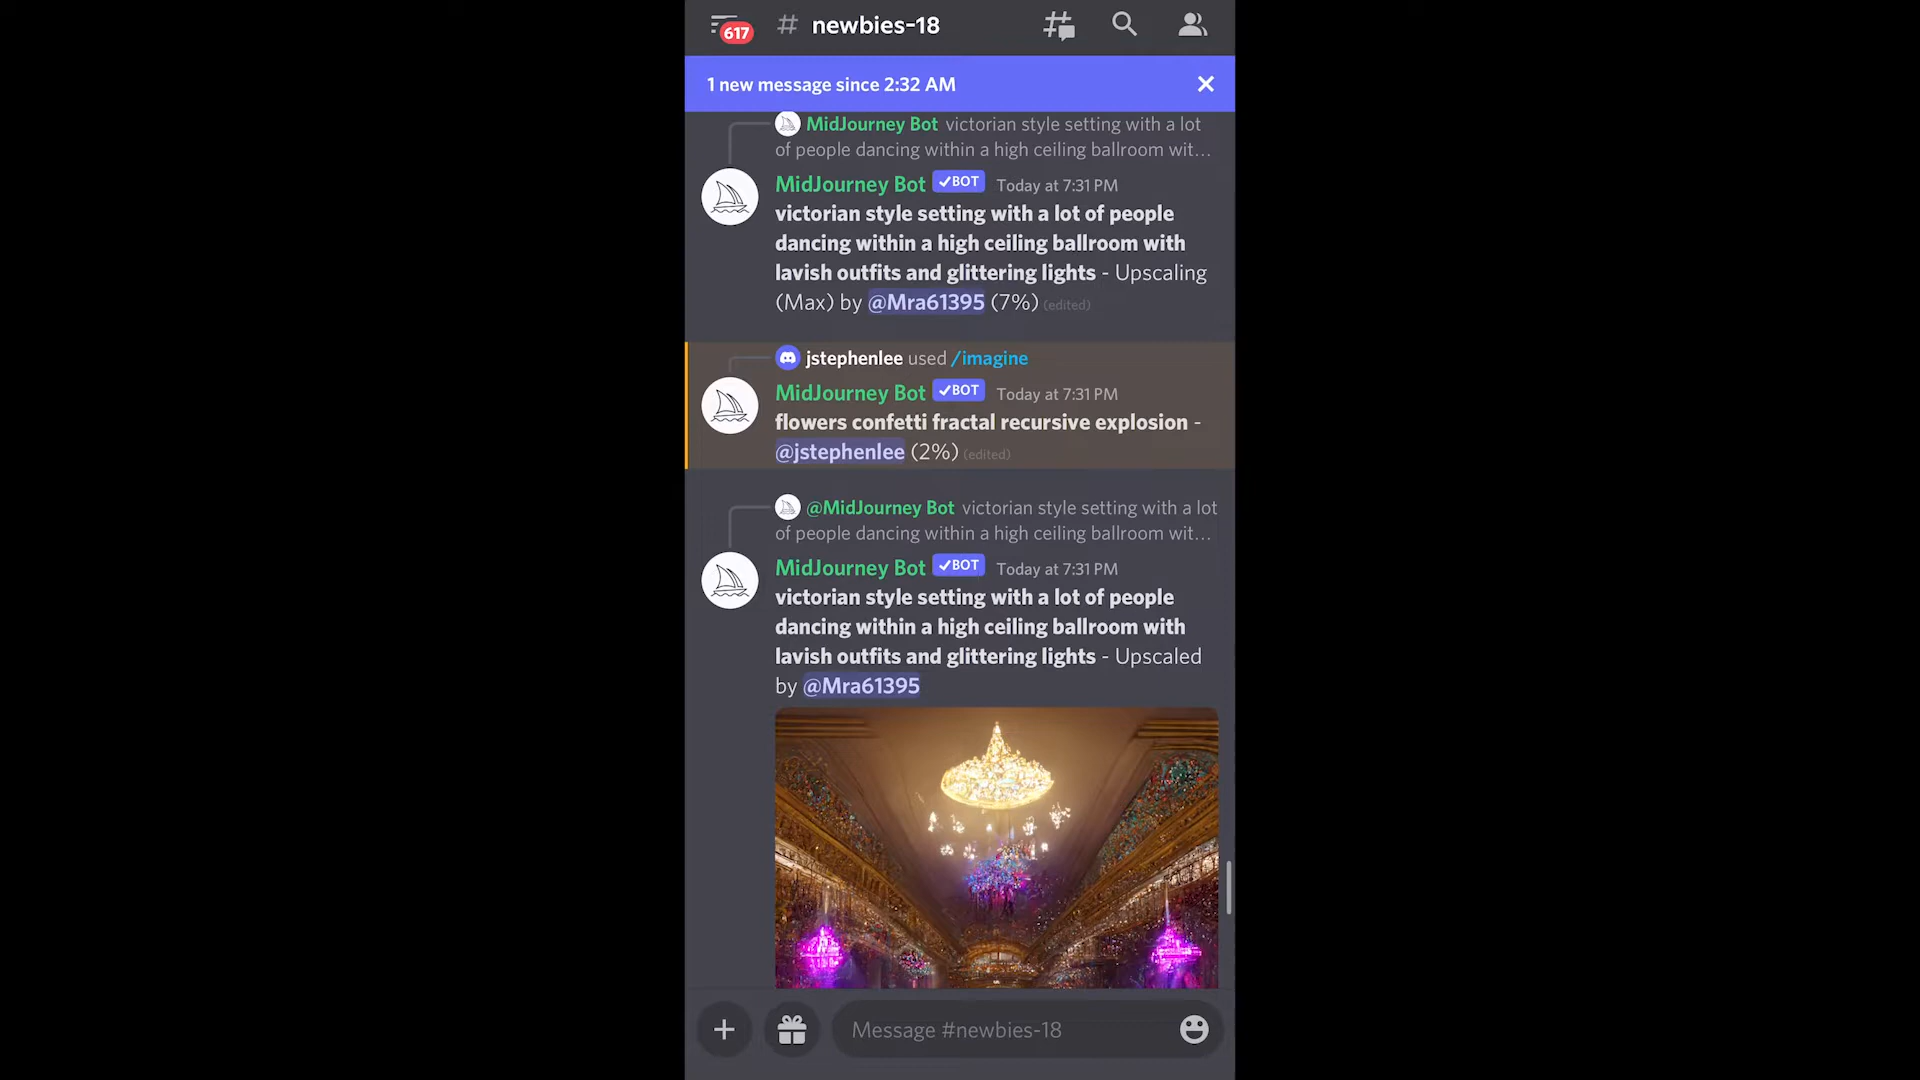 617 # newbies-18
1 new message since 2:32 AM
MidJourney Bot victorian style setting with a lot
of people dancing within a high ceiling ballroom wit...
MidJourney Bot ✓BOT Today at 7:31 PM
victorian style setting with a lot of people
dancing within a high ceiling ballroom with
lavish outfits and glittering lights - Upscaling
(Max) by @Mra61395 (7%) (edited)
jstephenlee used /imagine
MidJourney Bot ✓BOT Today at 7:31 PM
flowers confetti fractal recursive explosion -
@jstephenlee (2%) (edited)
@MidJourney Bot victorian style setting with a lot
of people dancing within a high ceiling ballroom wit...
MidJourney Bot ✓BOT Today at 7:31 PM
victorian style setting with a lot of people
dancing within a high ceiling ballroom with
lavish outfits and glittering lights - Upscaled
by @Mra61395
Message #newbies-18